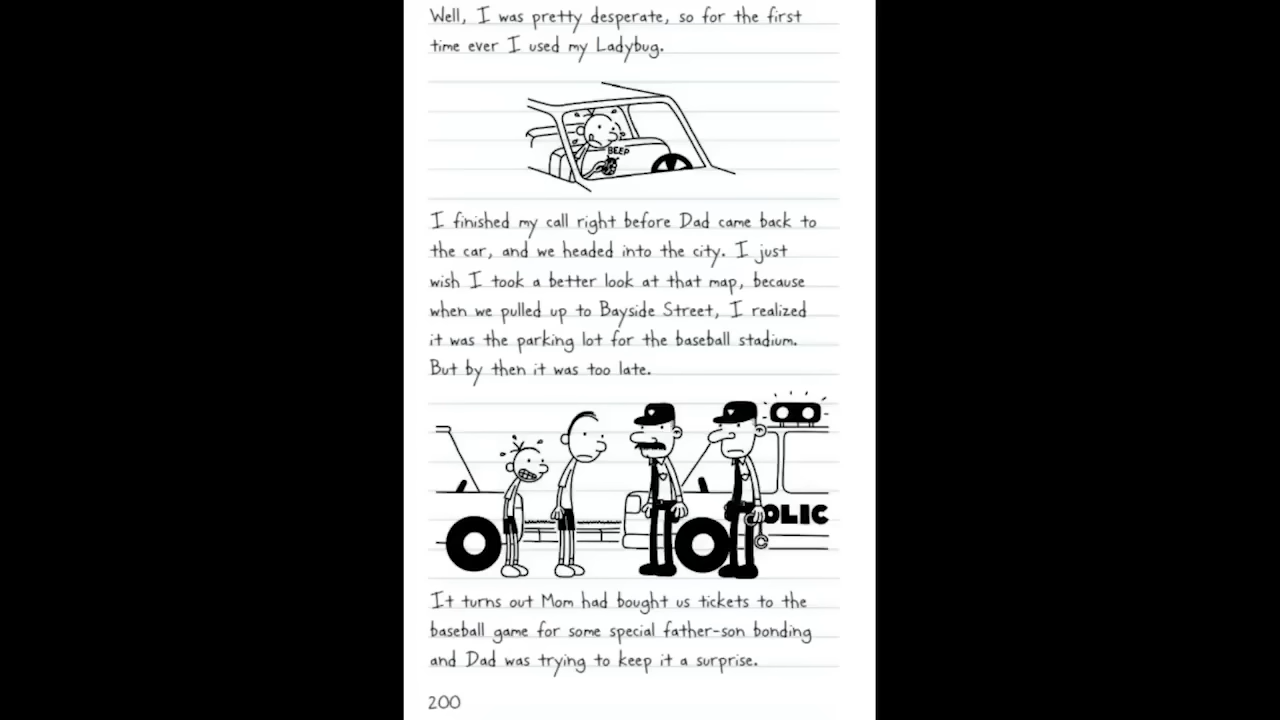 Well, I was pretty desperate, so for the first
time ever I used my Ladybug.
BEEP
I finished my call right before Dad came back to
the car, and we headed into the city. I just
wish I took a better look at that map, because
when we pulled up to Bayside Street, I realized
it was the parking lot for the baseball stadium.
But by then it was too late.
OLIC
It turns out Mom had bought us tickets to the
baseball game for some special father-son bonding
and Dad was trying to keep it a surprise.
200